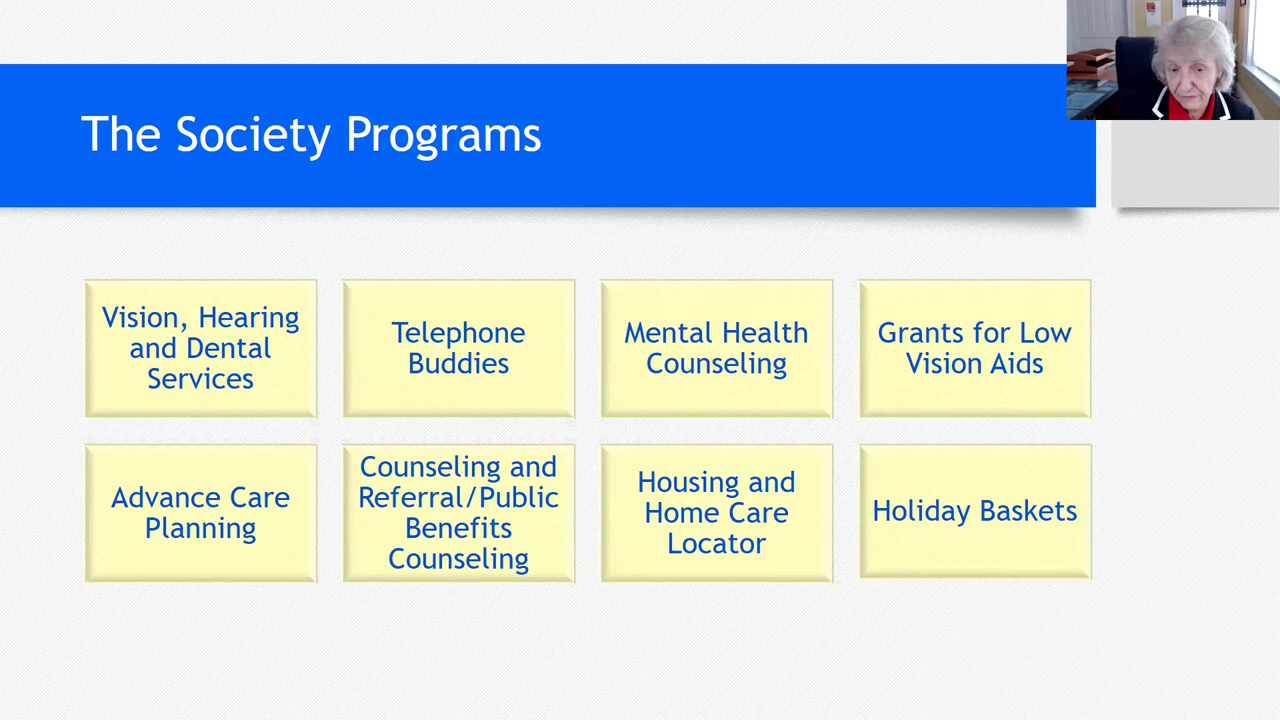 The Society Programs
Vision, Hearing
and Dental
Services
Telephone
Buddies
Mental Health
Counseling
Grants for Low
Vision Aids
Advance Care
Planning
Counseling and
Referral/Public
Benefits
Counseling
Housing and
Home Care
Locator
Holiday Baskets